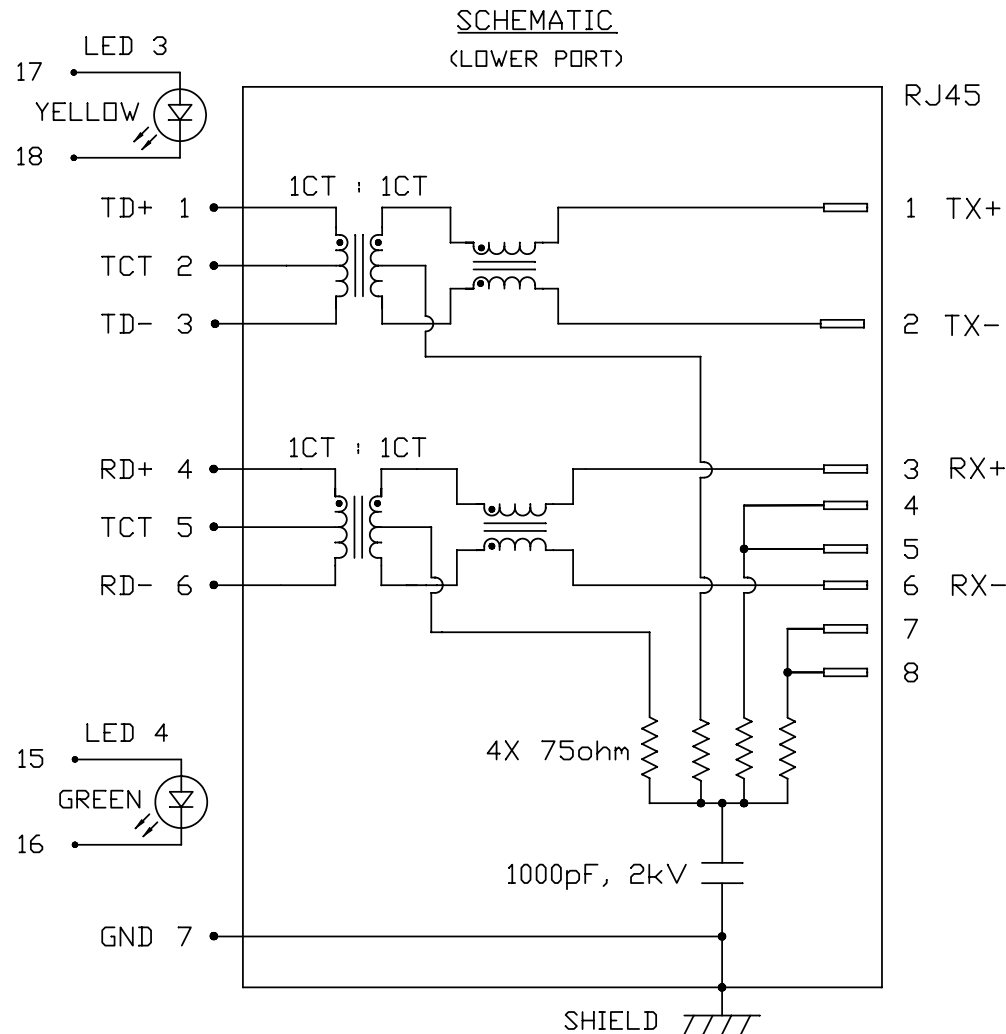 SCHEMATIC
(LOWER PORT)
LED 3
17
YELLOW
18
RJ45
1CT : 1CT
TD+ 1
TCT 2
TD- 3
1 TX+
2 TX-
1CT : 1CT
RD+ 4
TCT 5
RD- 6
3 RX+
4
5
6 RX-
7
8
LED 4
15
GREEN
16
4X 75ohm
1000pF, 2kV
GND 7
SHIELD